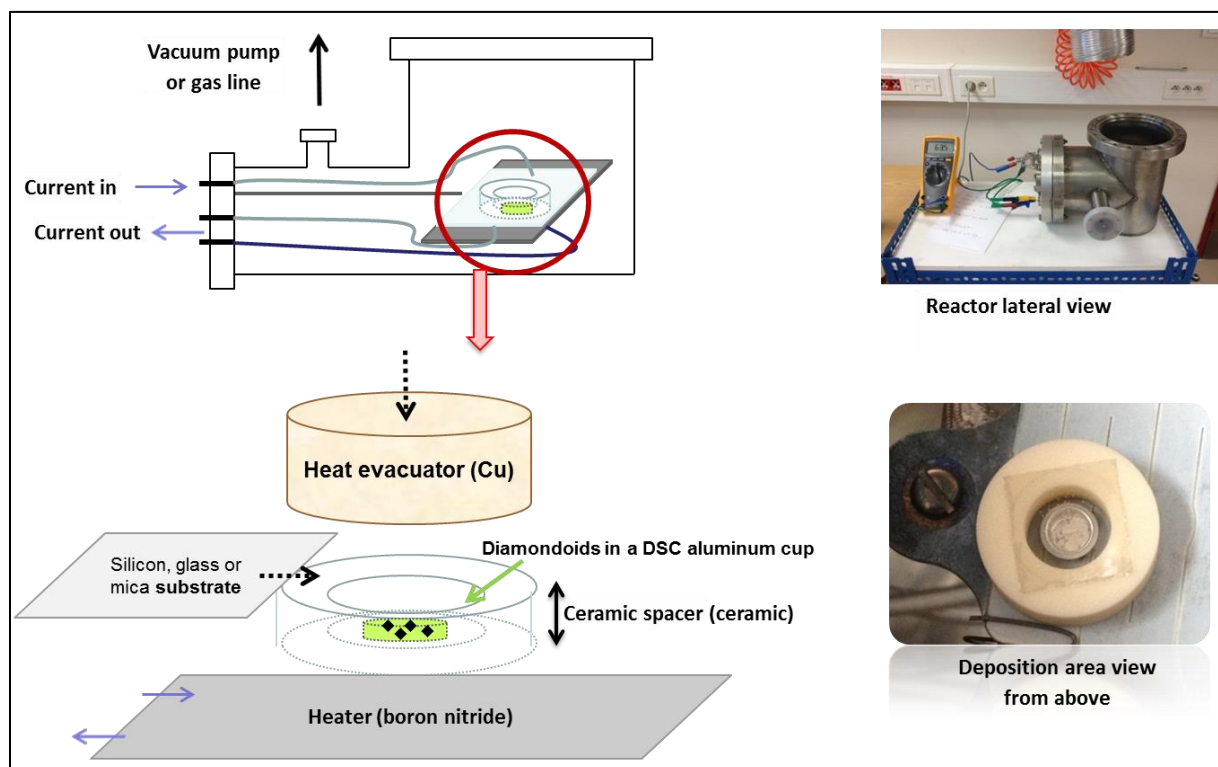 Vacuum pump
or gas line
Current in
Current out
Reactor lateral view
Heat evacuator (Cu)
Silicon, glass or
mica substrate
Diamondoids in a DSC aluminum cup
Ceramic spacer (ceramic)
Heater (boron nitride)
Deposition area view
from above